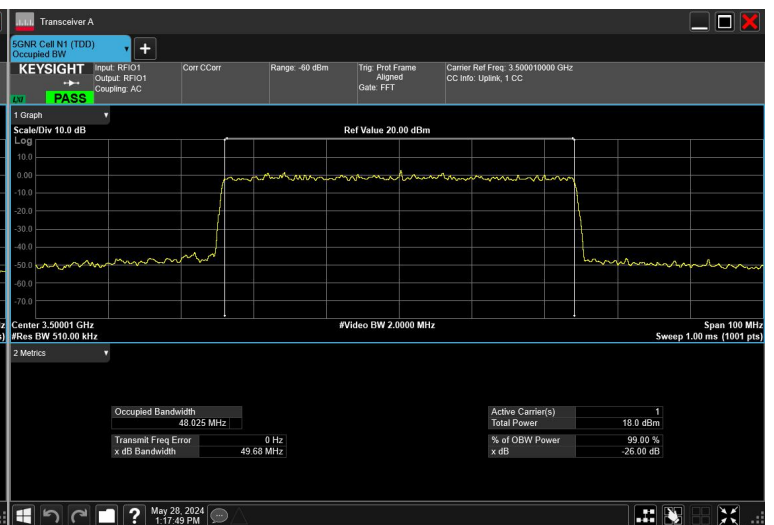 Transceiver A
5GNR Cell N1 (TDD)
Occupied BW
+
KEYSIGHT
LXI
PASS
Input: RFIO1
Output: RFIO1
Coupling: AC
Corr CCorr
Range: -60 dBm
Trig: Prot Frame
Aligned
Gate: FFT
Carrier Ref Freq: 3.500010000 GHz
CC Info: Uplink, 1 CC
1 Graph
Scale/Div 10.0 dB
Ref Value 20.00 dBm
Log
10.0
0.00
-10.0
-20.0
-30.0
-40.0
-50.0
-60.0
-70.0
Center 3.50001 GHz
#Video BW 2.0000 MHz
Span 100 MHz
#Res BW 510.00 kHz
Sweep 1.00 ms (1001 pts)
2 Metrics
Occupied Bandwidth
48.025 MHz
Transmit Freq Error 0 Hz
x dB Bandwidth 49.68 MHz
Active Carrier(s) 1
Total Power 18.0 dBm
% of OBW Power 99.00 %
x dB -26.00 dB
?
May 28, 2024
1:17:49 PM